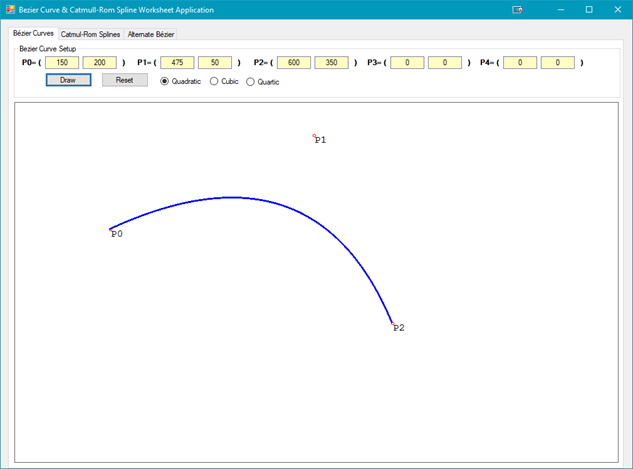 Bezier Curve & Catmull-Rom Spline Worksheet Application
Bézier Curves Catmul-Rom Splines Alternate Bézier
Bezier Curve Setup
P0= ( 150 200 ) P1= ( 475 50 ) P2= ( 600 350 ) P3= ( 0 0 ) P4= ( 0 0 )
Draw Reset Quadratic Cubic Quartic
P1
P0
P2